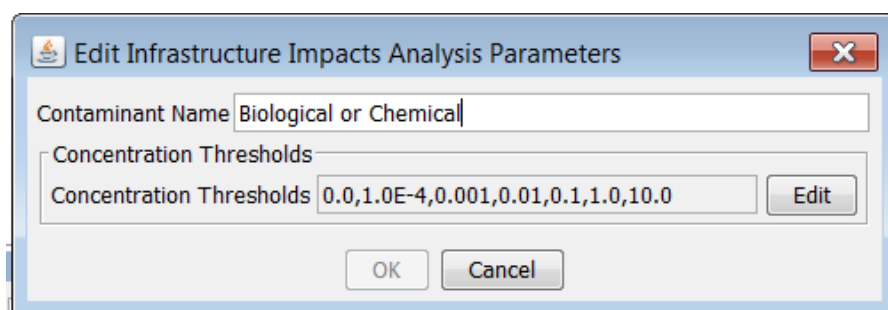 Edit Infrastructure Impacts Analysis Parameters
Contaminant Name Biological or Chemical
Concentration Thresholds
Concentration Thresholds 0.0,1.0E-4,0.001,0.01,0.1,1.0,10.0 Edit
OK Cancel